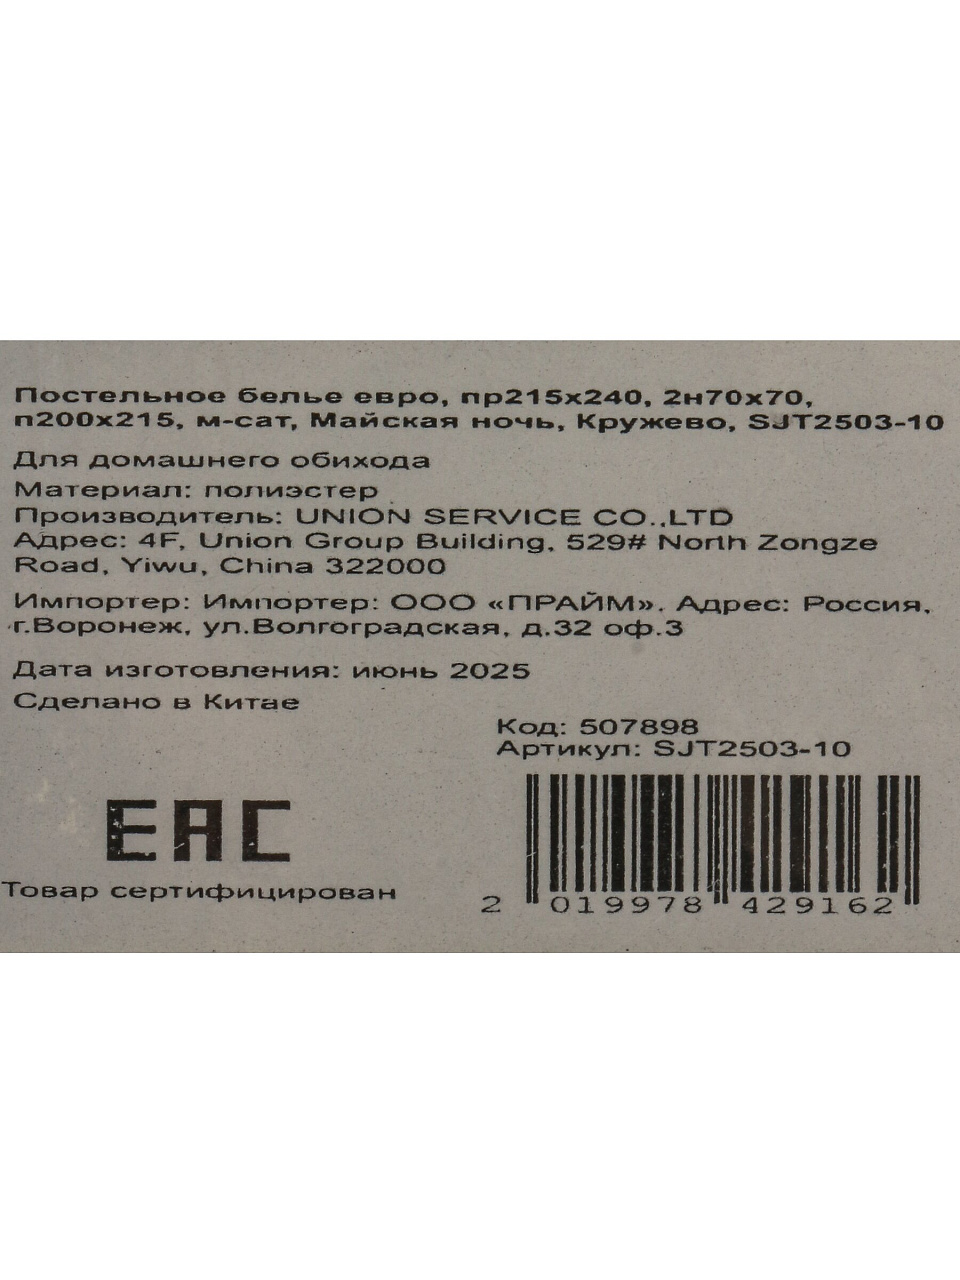 Постельное белье евро, пр215х240, 2н70х70,
п200х215, м-сат, Майская ночь, Кружево, SJT2503-10
Для домашнего обихода
Материал: полиэстер
Производитель: UNION SERVICE CO.,LTD
Адрес: 4F, Union Group Building, 529# North Zongze
Road, Yiwu, China 322000
Импортер: Импортер: ООО «ПРАЙМ». Адрес: Россия,
г.Воронеж, ул.Волгоградская, д.32 оф.3
Дата изготовления: июнь 2025
Сделано в Китае
Код: 507898
Артикул: SJT2503-10
EAC
Товар сертифицирован
2 019978 429162